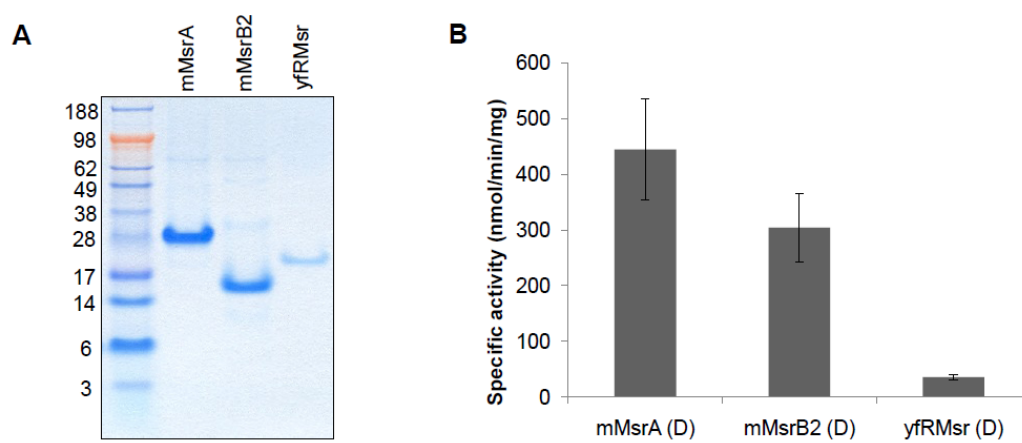 A
mMsrA
mMsrB2
yfRMsr
188
98
62
49
38
28
17
14
6
3
B
Specific activity (nmol/min/mg)
600
500
400
300
200
100
0
mMsrA (D)
mMsrB2 (D)
yfRMsr (D)